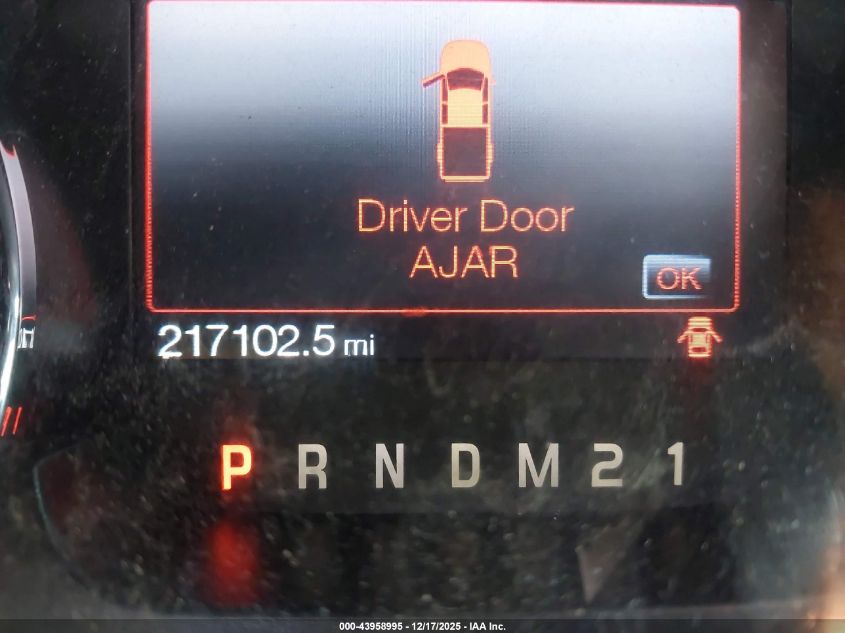 Driver Door
AJAR
OK
217102.5 mi
P R N D M 2 1
000-43958995 - 12/17/2025 - IAA Inc.